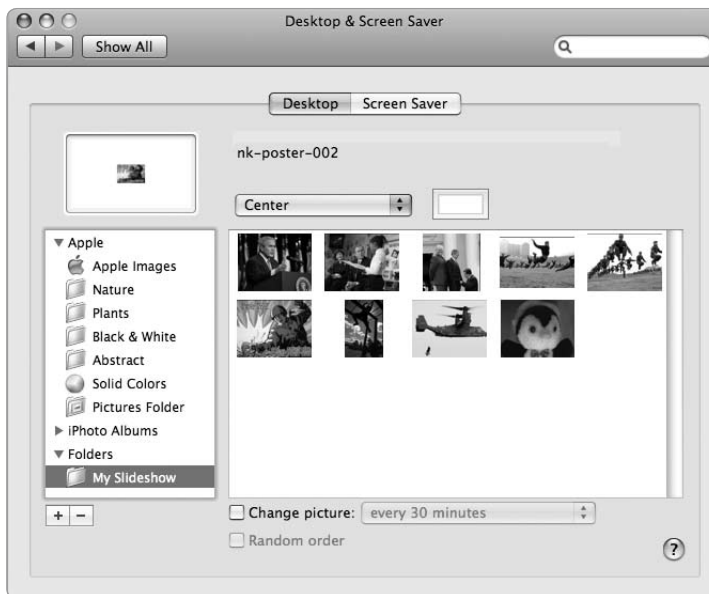 Desktop & Screen Saver
Show All
Desktop Screen Saver
nk-poster-002
Center
Apple
Apple Images
Nature
Plants
Black & White
Abstract
Solid Colors
Pictures Folder
iPhoto Albums
Folders
My Slideshow
+ −
Change picture: every 30 minutes
Random order
?